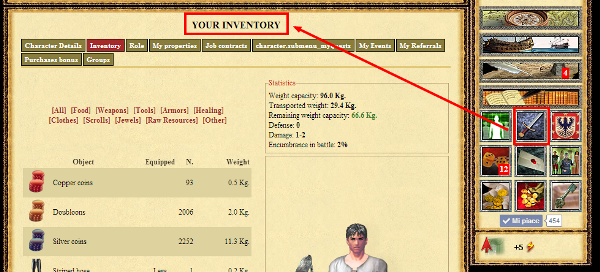 YOUR INVENTORY
Character Details Inventory Role My properties Job contracts character.submenu_myquests My Events My Referrals
Purchases bonus Groups
[All] [Food] [Weapons] [Tools] [Armors] [Healing]
[Clothes] [Scrolls] [Jewels] [Raw Resources] [Other]
Statistics
Weight capacity: 96.0 Kg.
Transported weight: 29.4 Kg.
Remaining weight capacity: 66.6 Kg.
Defense: 0
Damage: 1-2
Encumbrance in battle: 2%
Object Equipped N. Weight
Copper coins 93 0.5 Kg.
Doubloons 2006 2.0 Kg.
Silver coins 2252 11.3 Kg.
Striped hose Legs 1 0.2 Kg.
4
12
Mi piace 454
+5